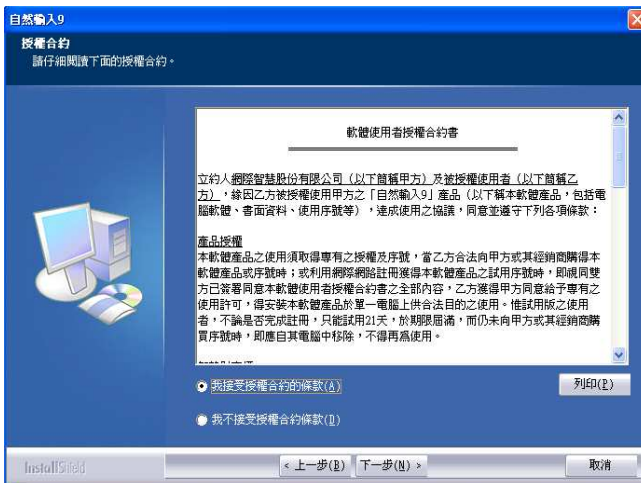 自然輸入9
授權合約
請仔細閱讀下面的授權合約。
軟體使用者授權合約書
立約人網際智慧股份有限公司（以下簡稱甲方）及被授權使用者（以下簡稱乙
方），緣因乙方被授權使用甲方之「自然輸入9」產品（以下稱本軟體產品，包括電
腦軟體、書面資料、使用序號等），達成使用之協議，同意並遵守下列各項條款：
產品授權
本軟體產品之使用須取得專有之授權及序號，當乙方合法向甲方或其經銷商購得本
軟體產品或序號時；或利用網際網路註冊獲得本軟體產品之試用序號時，即視同雙
方已簽署同意本軟體使用者授權合約書之全部內容，乙方獲得甲方同意給予專有之
使用許可，得安裝本軟體產品於單一電腦上供合法目的之使用。惟試用版之使用
者，不論是否完成註冊，只能試用21天，於期限屆滿，而仍未向甲方或其經銷商購
買序號時，即應自其電腦中移除，不得再為使用。
我接受授權合約的條款(A)
列印(P)
我不接受授權合約條款(D)
InstallShield
< 上一步(B)
下一步(N) >
取消